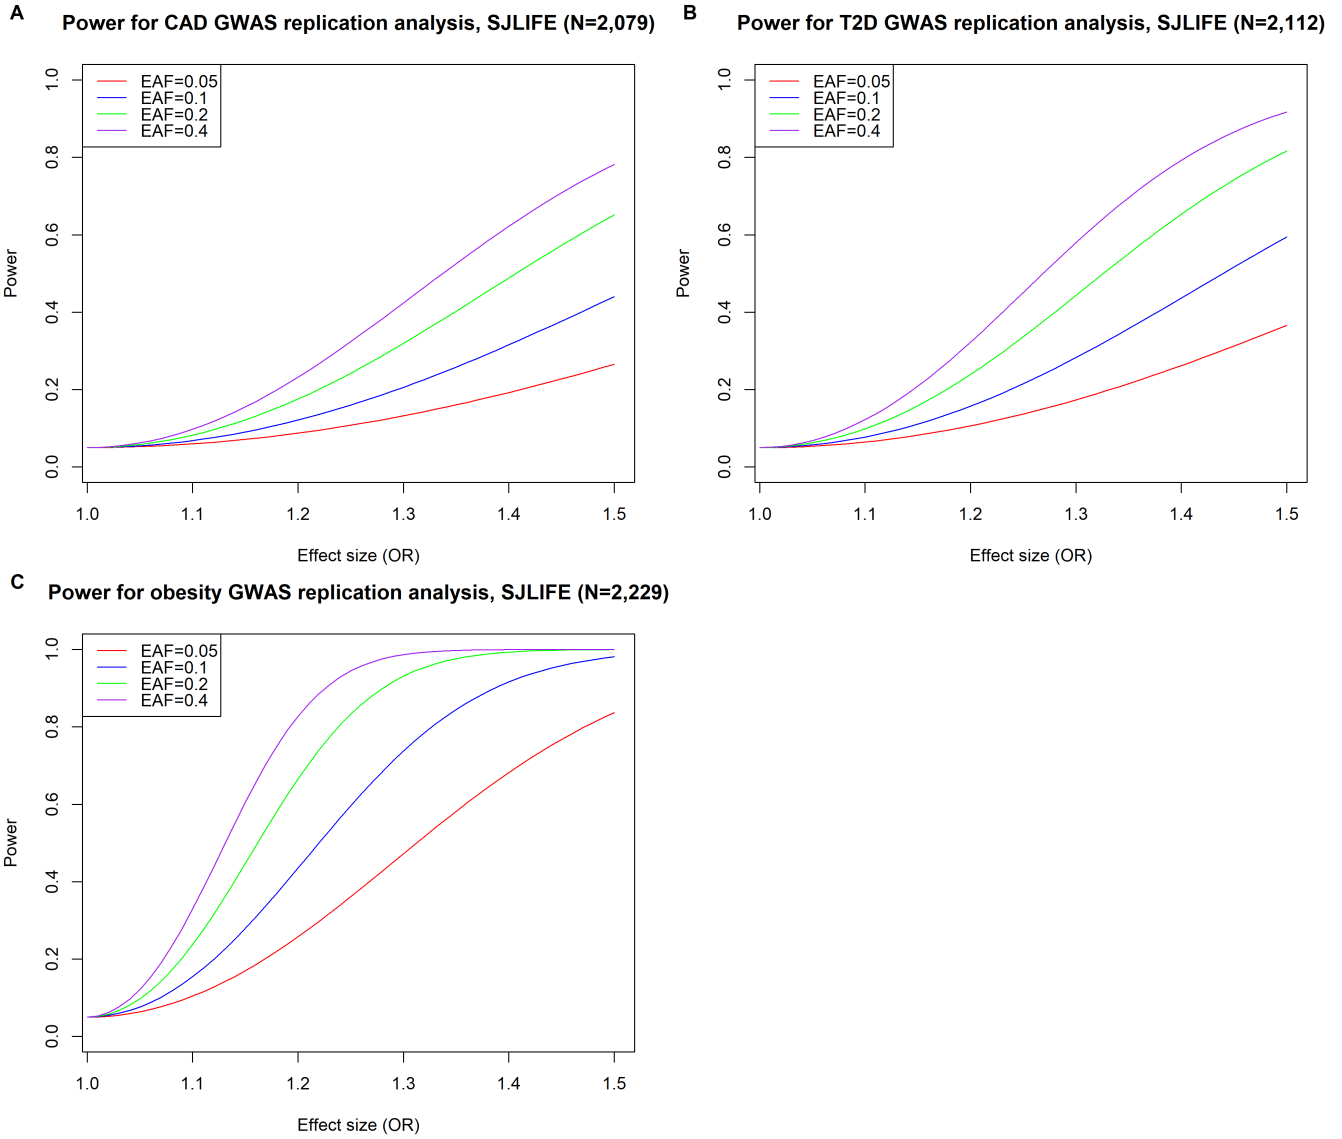 A
Power for CAD GWAS replication analysis, SJLIFE (N=2,079)
EAF=0.05
EAF=0.1
EAF=0.2
EAF=0.4
Power
0.0 0.2 0.4 0.6 0.8 1.0
1.0 1.1 1.2 1.3 1.4 1.5
Effect size (OR)
B
Power for T2D GWAS replication analysis, SJLIFE (N=2,112)
EAF=0.05
EAF=0.1
EAF=0.2
EAF=0.4
Power
0.0 0.2 0.4 0.6 0.8 1.0
1.0 1.1 1.2 1.3 1.4 1.5
Effect size (OR)
C
Power for obesity GWAS replication analysis, SJLIFE (N=2,229)
EAF=0.05
EAF=0.1
EAF=0.2
EAF=0.4
Power
0.0 0.2 0.4 0.6 0.8 1.0
1.0 1.1 1.2 1.3 1.4 1.5
Effect size (OR)